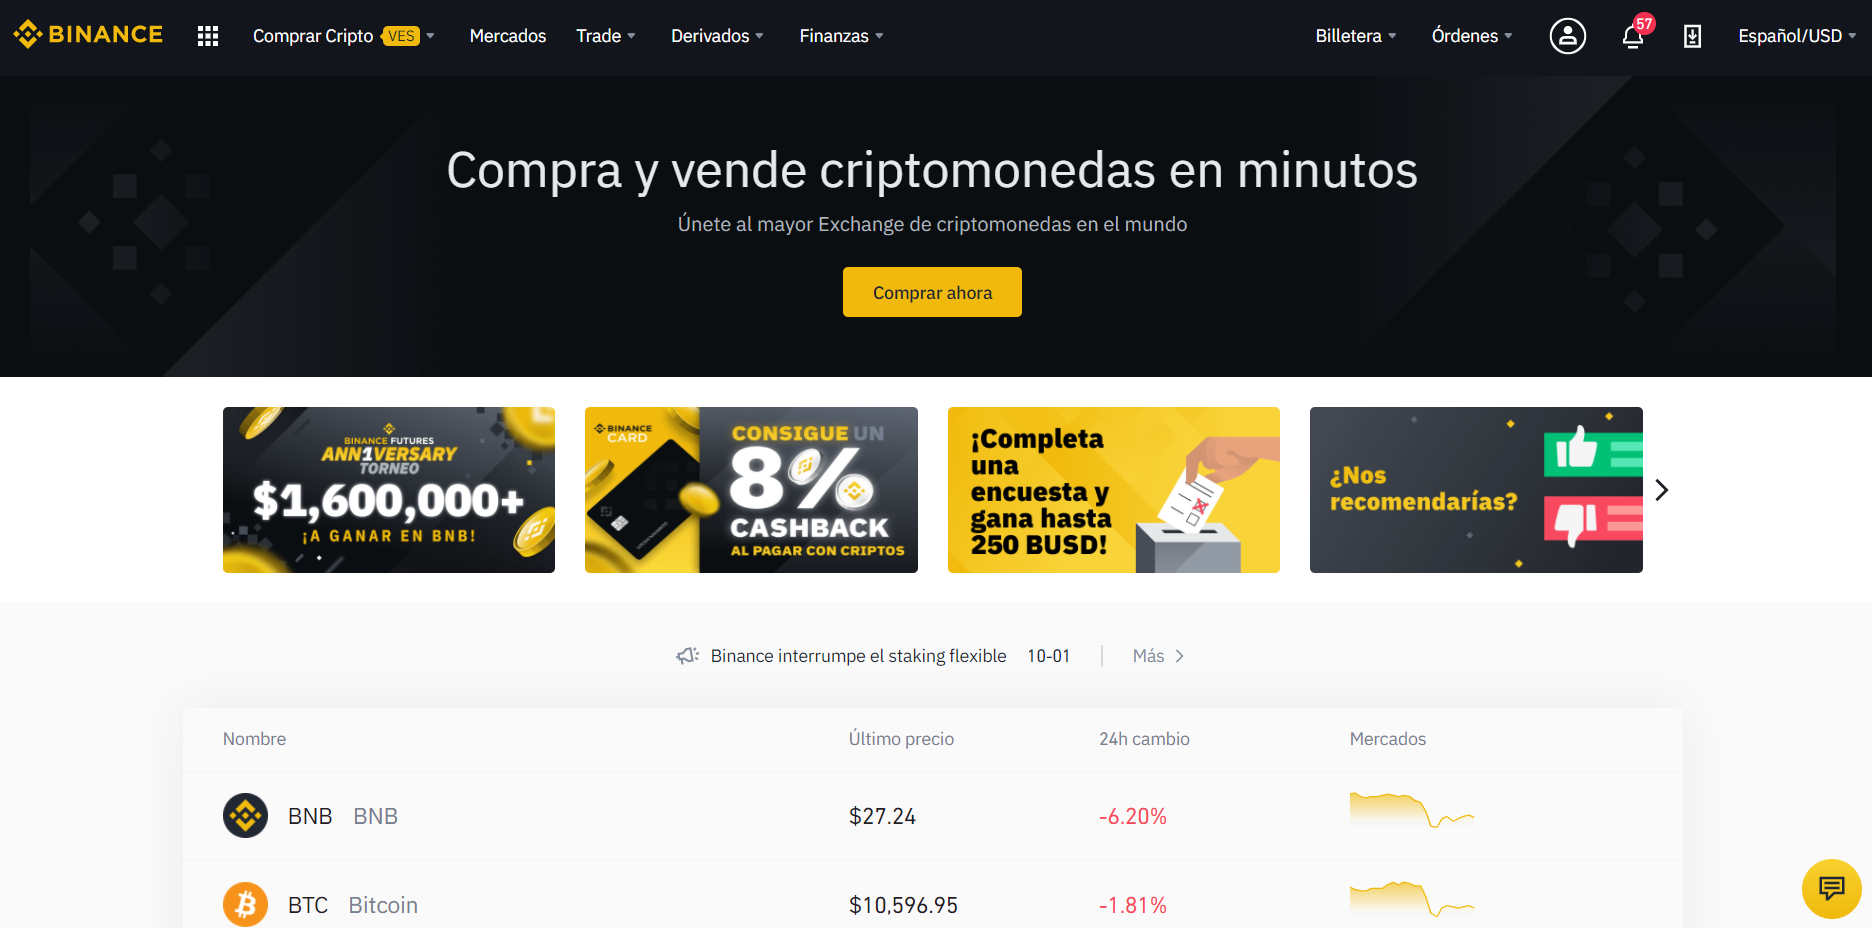 BINANCE
Comprar Cripto VES
Mercados
Trade
Derivados
Finanzas
Billetera
Órdenes
57
Español/USD
Compra y vende criptomonedas en minutos
Únete al mayor Exchange de criptomonedas en el mundo
Comprar ahora
BINANCE FUTURES
ANN1VERSARY
TORNEO
$1,600,000+
¡A GANAR EN BNB!
BINANCE
CARD
CONSIGUE UN
8%
CASHBACK
AL PAGAR CON CRIPTOS
¡Completa
una
encuesta y
gana hasta
250 BUSD!
¿Nos
recomendarías?
Binance interrumpe el staking flexible 10-01
Más
Nombre
Último precio
24h cambio
Mercados
BNB BNB
$27.24
-6.20%
BTC Bitcoin
$10,596.95
-1.81%